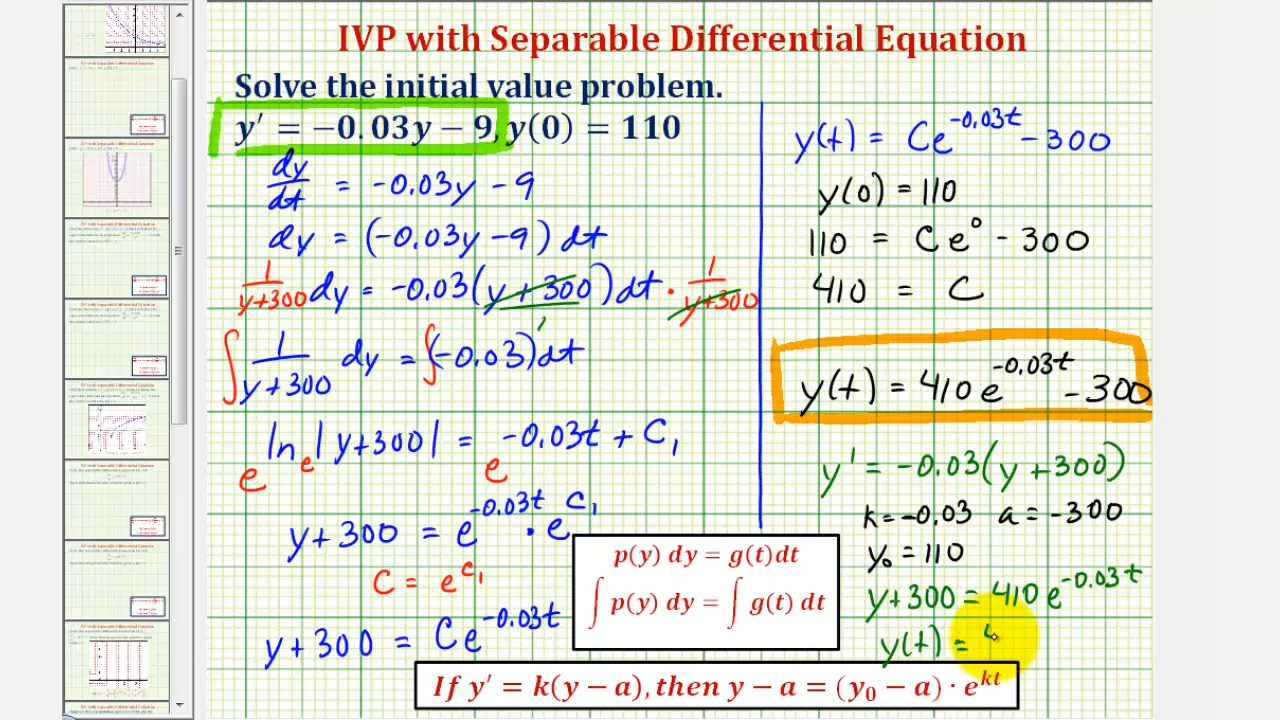 IVP with Separable Differential Equation
Solve the initial value problem.
y′ = −0.03y − 9, y(0) = 110
dy/dt = -0.03y - 9
dy = (-0.03y - 9) dt
1/(y+300) dy = -0.03(y + 300)dt · 1/(y+300)
∫ 1/(y+300) dy = ∫(-0.03)dt
ln|y+300| = -0.03t + C₁
e e e
y+300 = e^(-0.03t) · e^(C₁)
C = e^(C₁)
y+300 = Ce^(-0.03t)
p(y) dy = g(t)dt
∫ p(y) dy = ∫ g(t) dt
y(t) = Ce^(-0.03t) - 300
y(0) = 110
110 = Ce⁰ - 300
410 = C
y(t) = 410e^(-0.03t) - 300
y' = -0.03(y+300)
k = -0.03 a = -300
y₀ = 110
y+300 = 410e^(-0.03t)
y(t) =
If y′ = k(y − a), then y − a = (y₀ − a) · e^(kt)